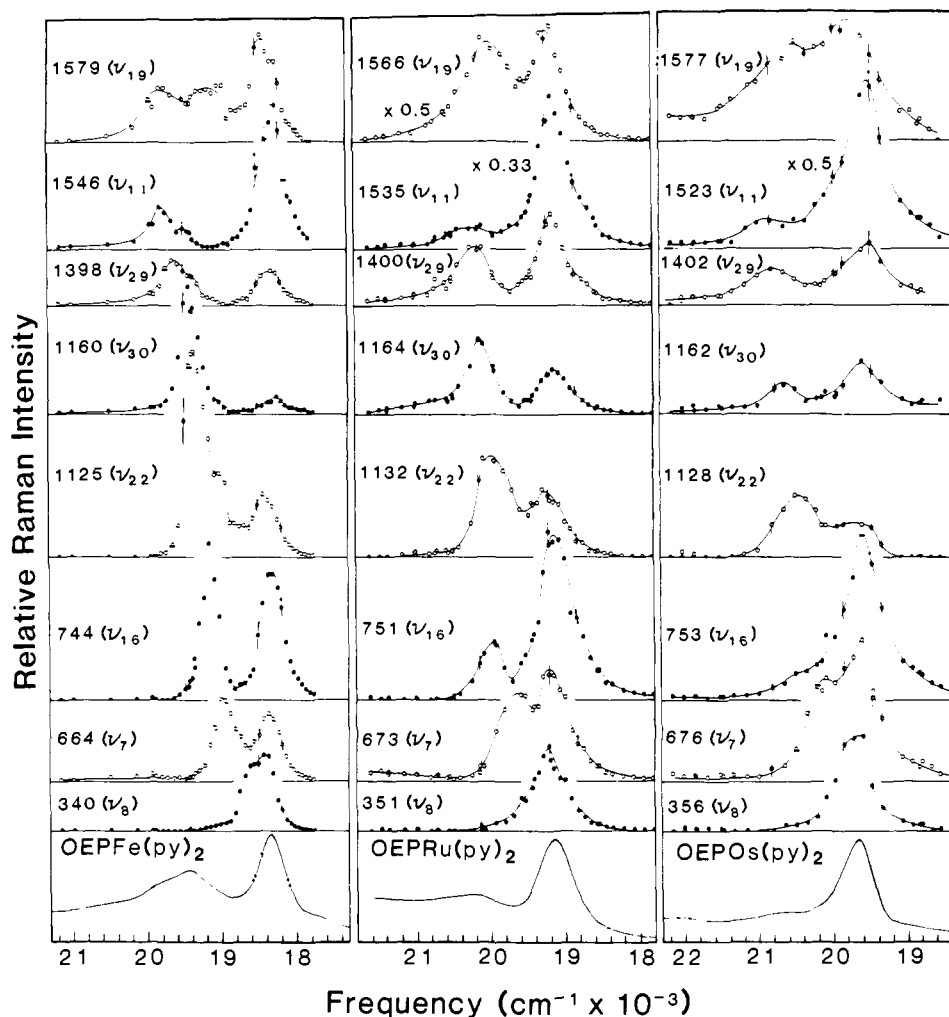 Relative Raman Intensity
1579 (ν₁₉)
1546 (ν₁₁)
1398 (ν₂₉)
1160 (ν₃₀)
1125 (ν₂₂)
744 (ν₁₆)
664 (ν₇)
340 (ν₈)
OEPFe(py)₂
21 20 19 18
1566 (ν₁₉)
x 0.5
x 0.33
1535 (ν₁₁)
1400 (ν₂₉)
1164 (ν₃₀)
1132 (ν₂₂)
751 (ν₁₆)
673 (ν₇)
351 (ν₈)
OEPRu(py)₂
21 20 19 18
1577 (ν₁₉)
x 0.5
1523 (ν₁₁)
1402 (ν₂₉)
1162 (ν₃₀)
1128 (ν₂₂)
753 (ν₁₆)
676 (ν₇)
356 (ν₈)
OEPOs(py)₂
22 21 20 19
Frequency (cm⁻¹ x 10⁻³)